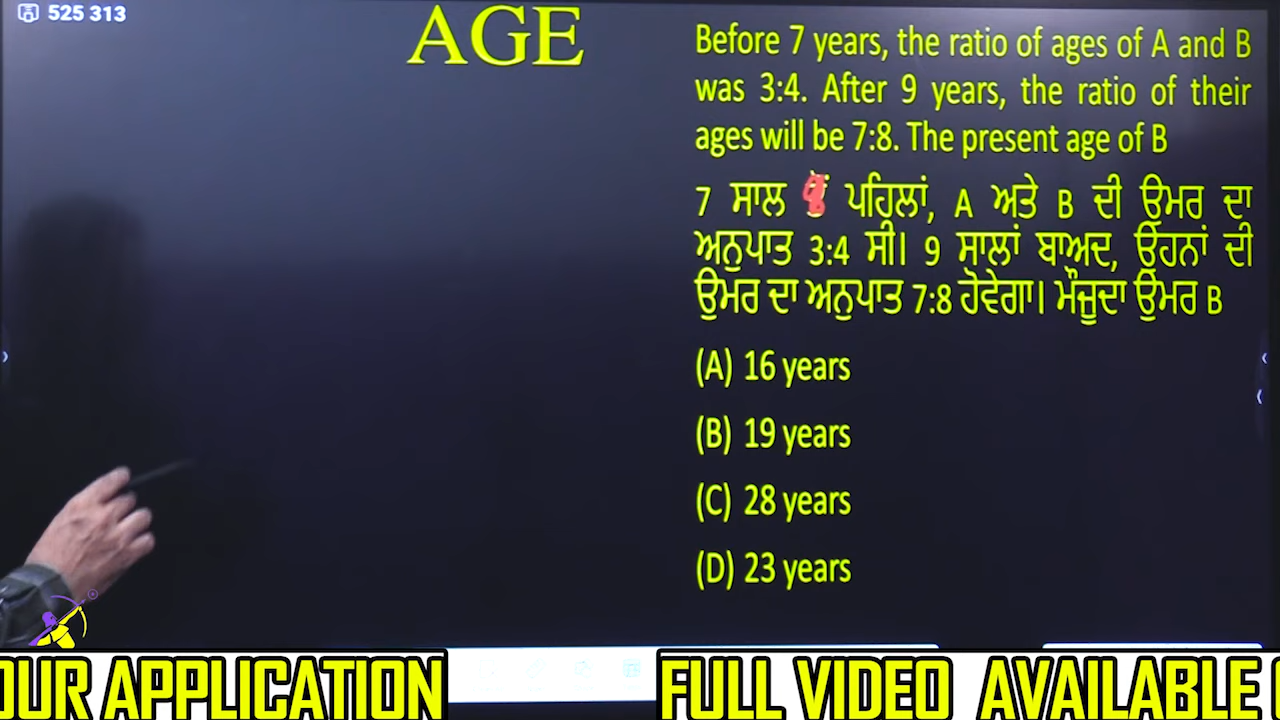 525 313
AGE
Before 7 years, the ratio of ages of A and B
was 3:4. After 9 years, the ratio of their
ages will be 7:8. The present age of B
7 ਸਾਲ ਪਹਿਲਾਂ, A ਅਤੇ B ਦੀ ਉਮਰ ਦਾ
ਅਨੁਪਾਤ 3:4 ਸੀ। 9 ਸਾਲਾਂ ਬਾਅਦ, ਉਹਨਾਂ ਦੀ
ਉਮਰ ਦਾ ਅਨੁਪਾਤ 7:8 ਹੋਵੇਗਾ। ਮੌਜੂਦਾ ਉਮਰ B
(A) 16 years
(B) 19 years
(C) 28 years
(D) 23 years
OUR APPLICATION
FULL VIDEO AVAILABLE